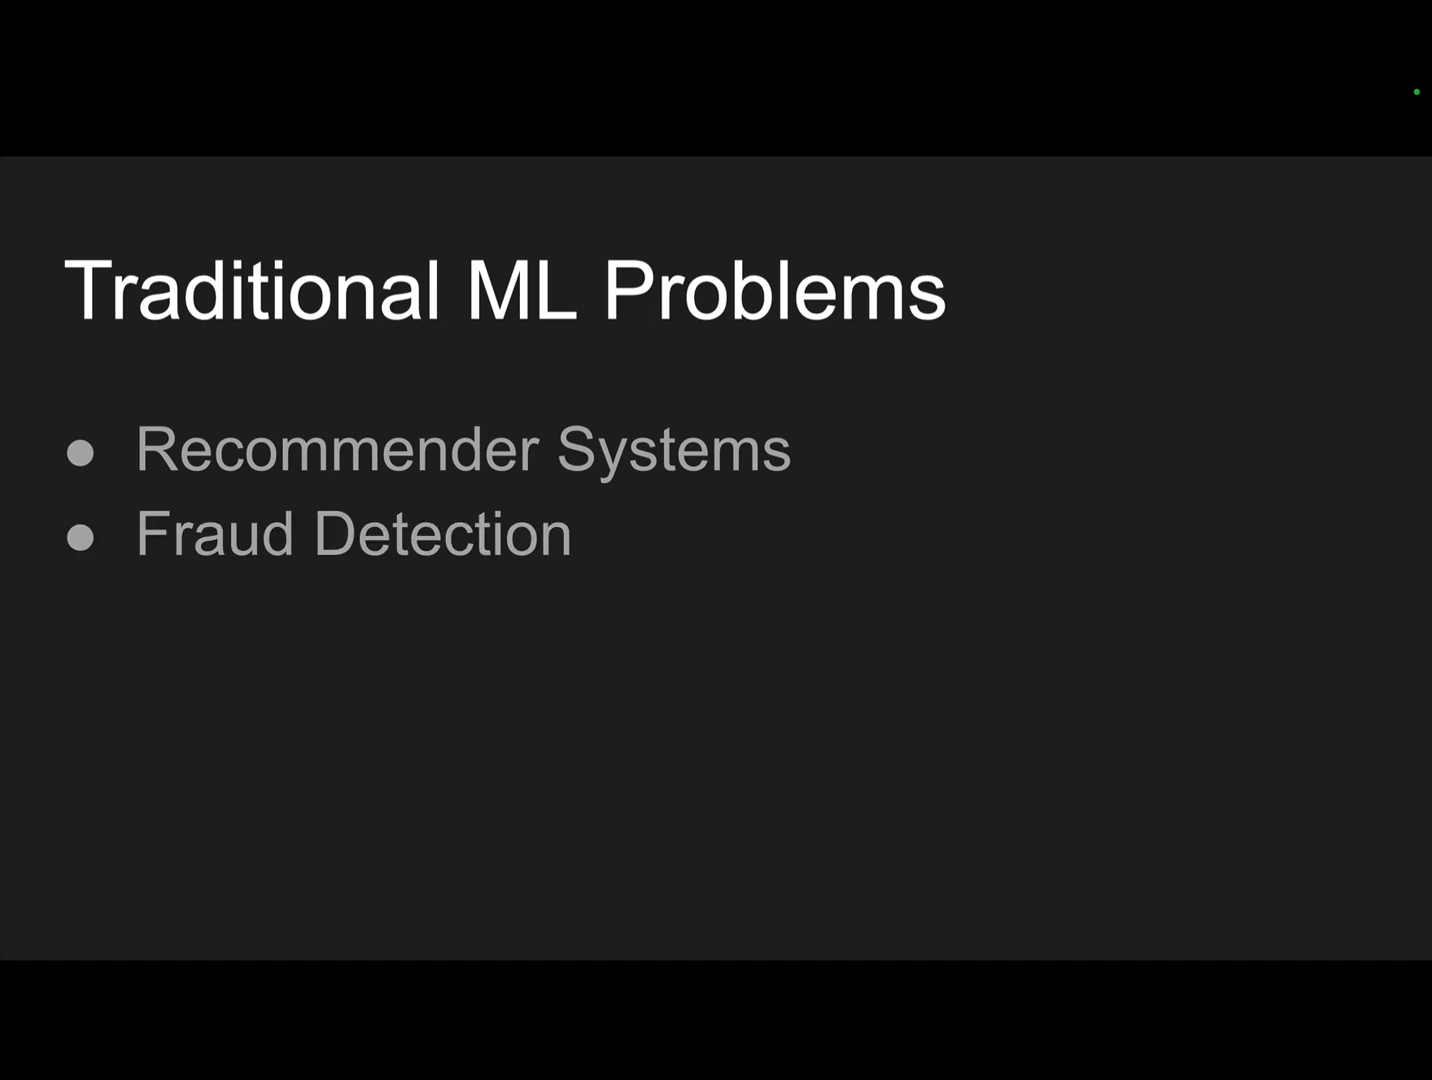 Traditional ML Problems
● Recommender Systems
● Fraud Detection